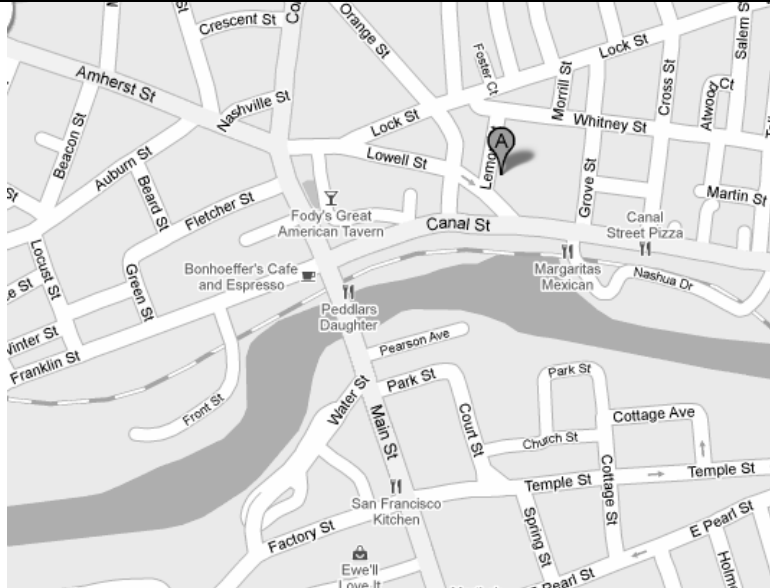 Crescent St
Orange St
Salem St
Lock St
Foster Ct
Amherst St
Morrill St
Cross St
Ct
Atwood
Nashville St
Beacon St
Lock St
Whitney St
A
Auburn St
Lowell St
Grove St
Beard St
Martin St
Fletcher St
Fody's Great
American Tavern
Canal St
Canal
Street Pizza
Locust St
Bonhoeffer's Cafe
and Espresso
Margaritas
Mexican
Nashua Dr
Green St
Peddlars
Daughter
St
Franklin St
Pearson Ave
Park St
Park St
Front St
Water St
Main St
Court St
Cottage Ave
Church St
Temple St
Temple St
Cottage St
San Francisco
Kitchen
Spring St
Factory St
E Pearl St
Ewe'll
Love It
Pearl St